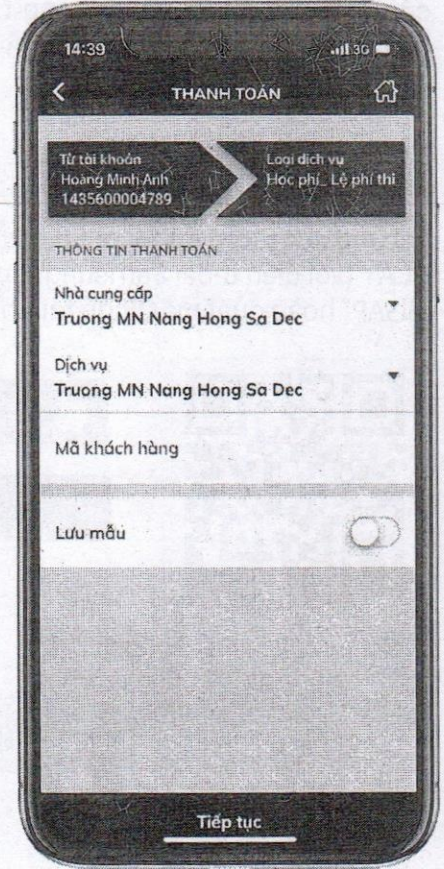 14:39
3G
THANH TOÁN
Từ tài khoản
Hoàng Minh Anh
1435600004789
Loại dịch vụ
Học phí_ Lệ phí thi
THÔNG TIN THANH TOÁN
Nhà cung cấp
Truong MN Nang Hong Sa Dec
Dịch vụ
Truong MN Nang Hong Sa Dec
Mã khách hàng
Lưu mẫu
Tiếp tục